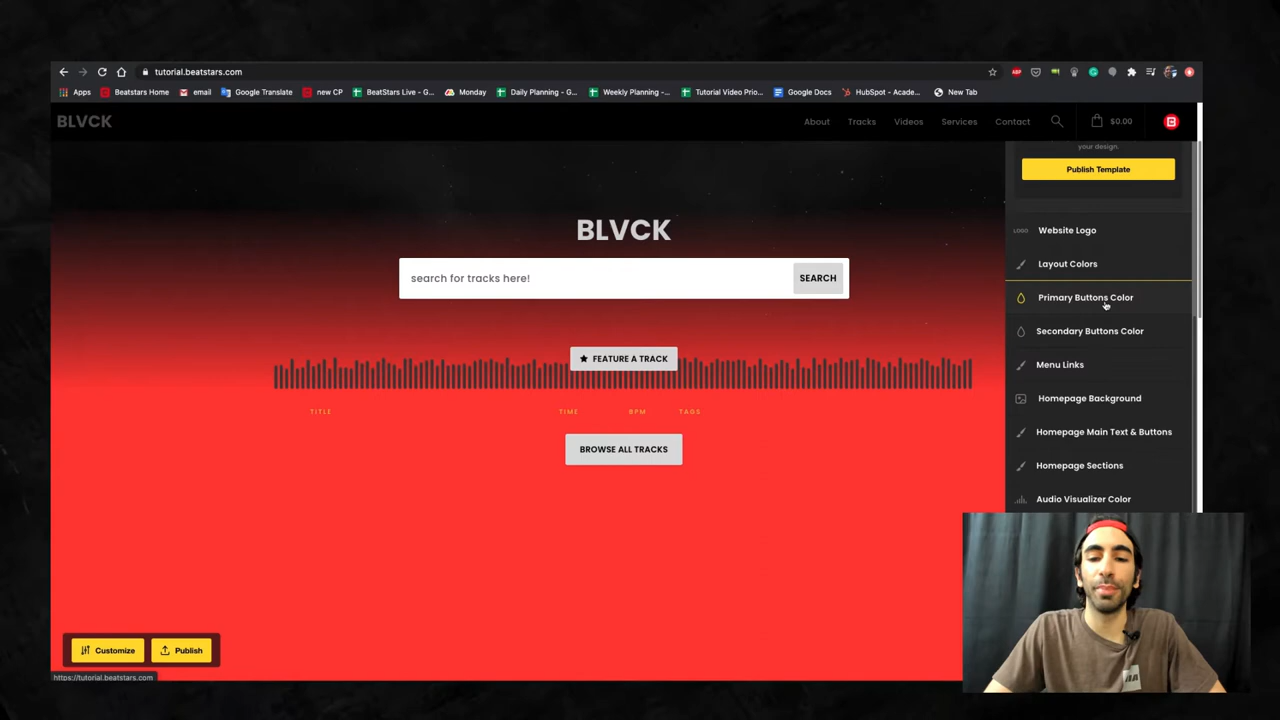 tutorial.beatstars.com
Apps Beatstars Home email Google Translate new CP BeatStars Live - G... Monday Daily Planning - G... Weekly Planning -... Tutorial Video Prio... Google Docs HubSpot - Acade... New Tab
BLVCK About Tracks Videos Services Contact $0.00
your design.
Publish Template
BLVCK
search for tracks here! SEARCH
FEATURE A TRACK
TITLE TIME BPM TAGS
BROWSE ALL TRACKS
LOGO Website Logo
Layout Colors
Primary Buttons Color
Secondary Buttons Color
Menu Links
Homepage Background
Homepage Main Text & Buttons
Homepage Sections
Audio Visualizer Color
Customize Publish
https://tutorial.beatstars.com